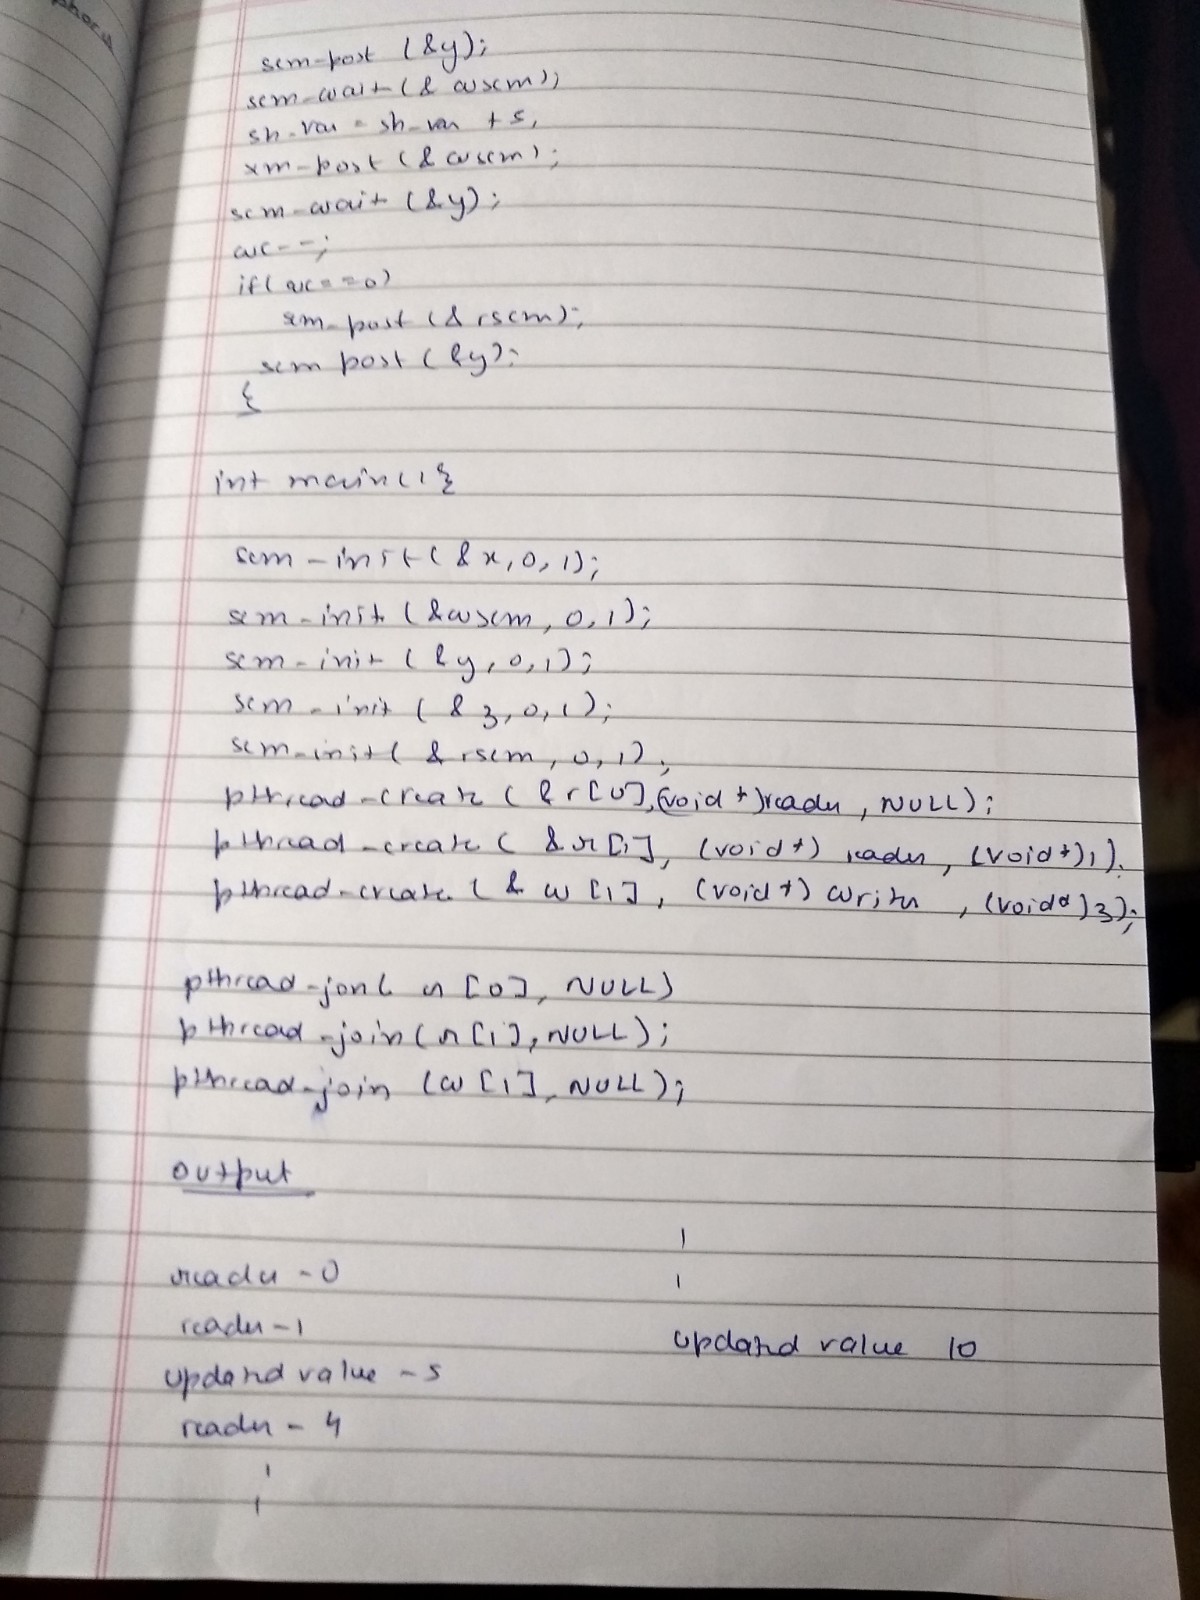 phores
sem-post (&y);
sem-wait (& wsem);
sh-var = sh-var + 5,
sem-post (& wsem);
sem-wait (&y);
wc--;
if( wc==0)
sem-post (& rsem);
sem post (&y);
{
int main(){
sem-init( &x,0,1);
sem-init (&wsem, 0,1);
sem-init (&y,0,1);
sem-init ( &z,0,1);
sem-init( &rsem, 0,1),
pthread-create ( &r[0],(void *)reader, NULL);
pthread-create ( &r[1], (void*) reader, (void*)1).
pthread-create ( & w [1], (void*) writer , (void*)3);
pthread-jon( r [0], NULL)
pthread-join(r[1],NULL);
pthread-join (w [1], NULL);
output
reader -0
reader -1
updated value -5
reader - 4
updated value 10